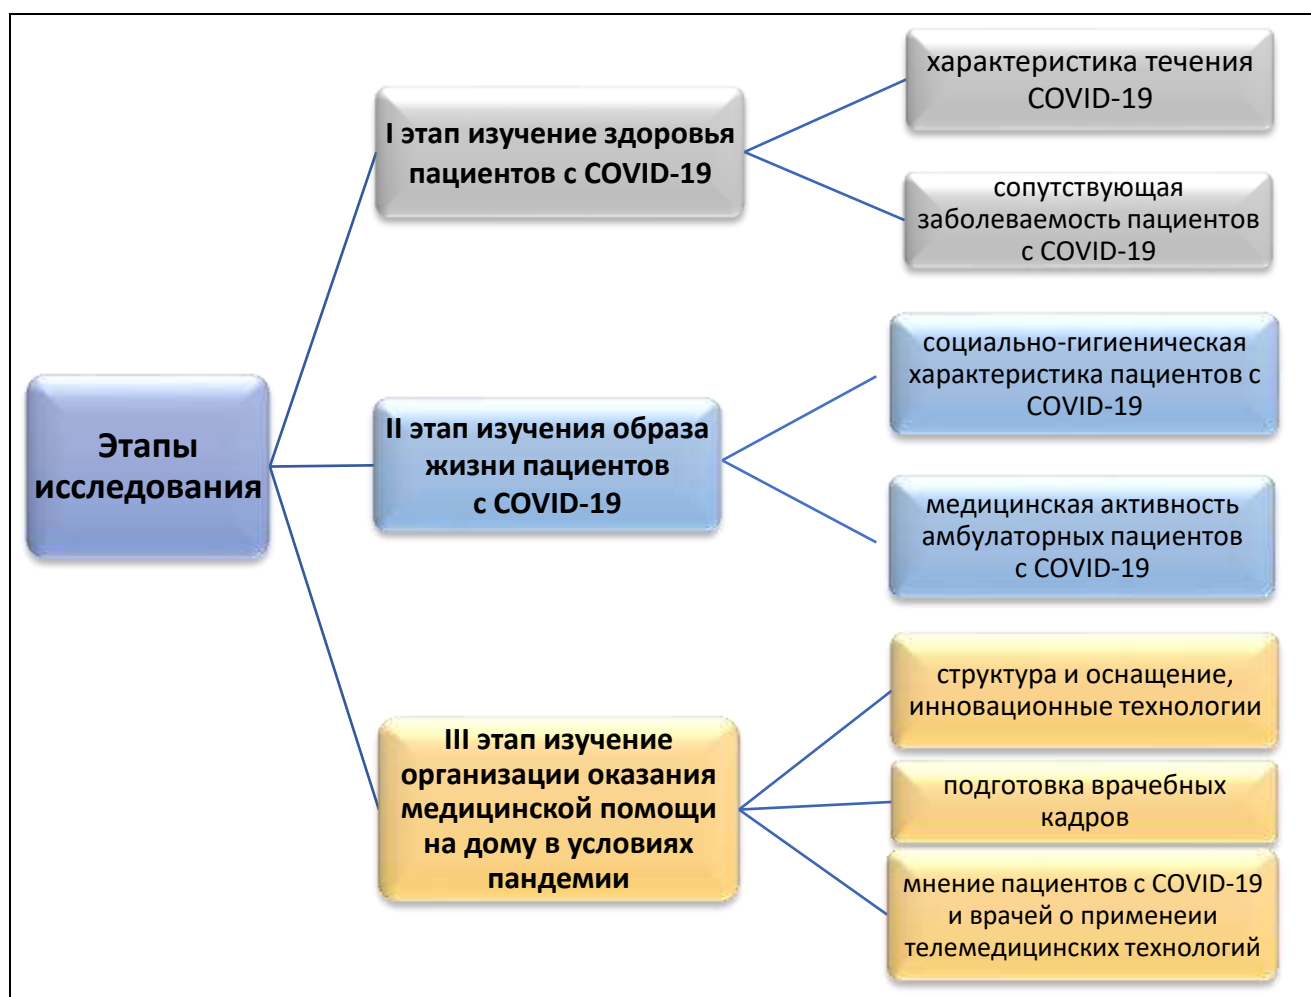 Этапы
исследования
I этап изучение здоровья
пациентов с COVID-19
характеристика течения
COVID-19
сопутствующая
заболеваемость пациентов
с COVID-19
II этап изучения образа
жизни пациентов
с COVID-19
социально-гигиеническая
характеристика пациентов с
COVID-19
медицинская активность
амбулаторных пациентов
с COVID-19
III этап изучение
организации оказания
медицинской помощи
на дому в условиях
пандемии
структура и оснащение,
инновационные технологии
подготовка врачебных
кадров
мнение пациентов с COVID-19
и врачей о применеии
телемедицинских технологий